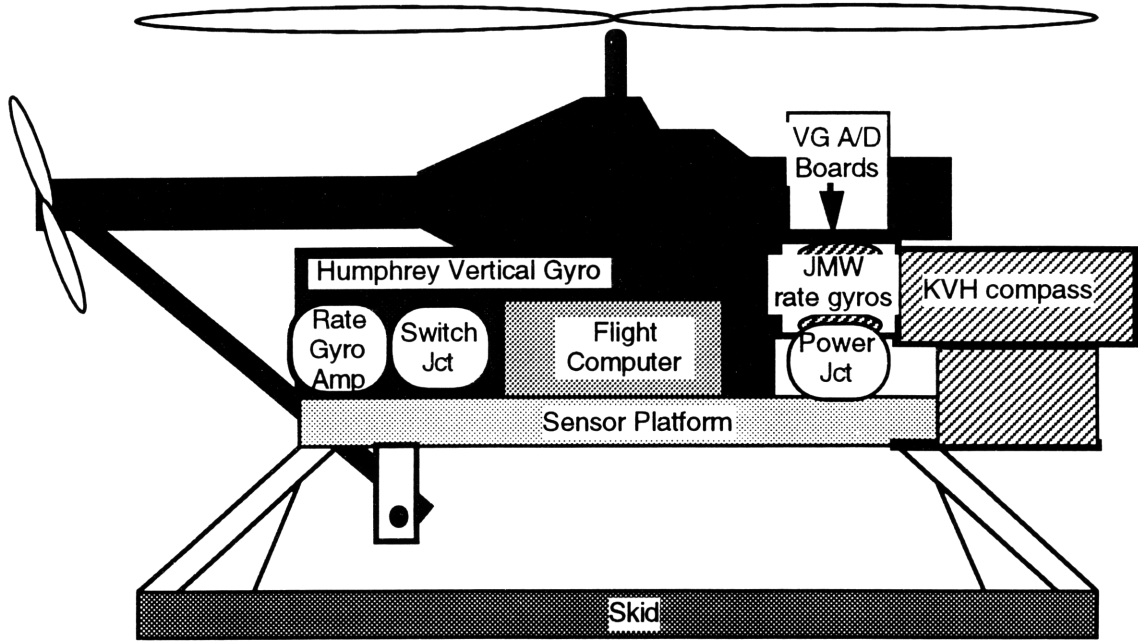 VG A/D
Boards
Humphrey Vertical Gyro
JMW
rate gyros
KVH compass
Rate
Gyro
Amp
Switch
Jct
Flight
Computer
Power
Jct
Sensor Platform
Skid